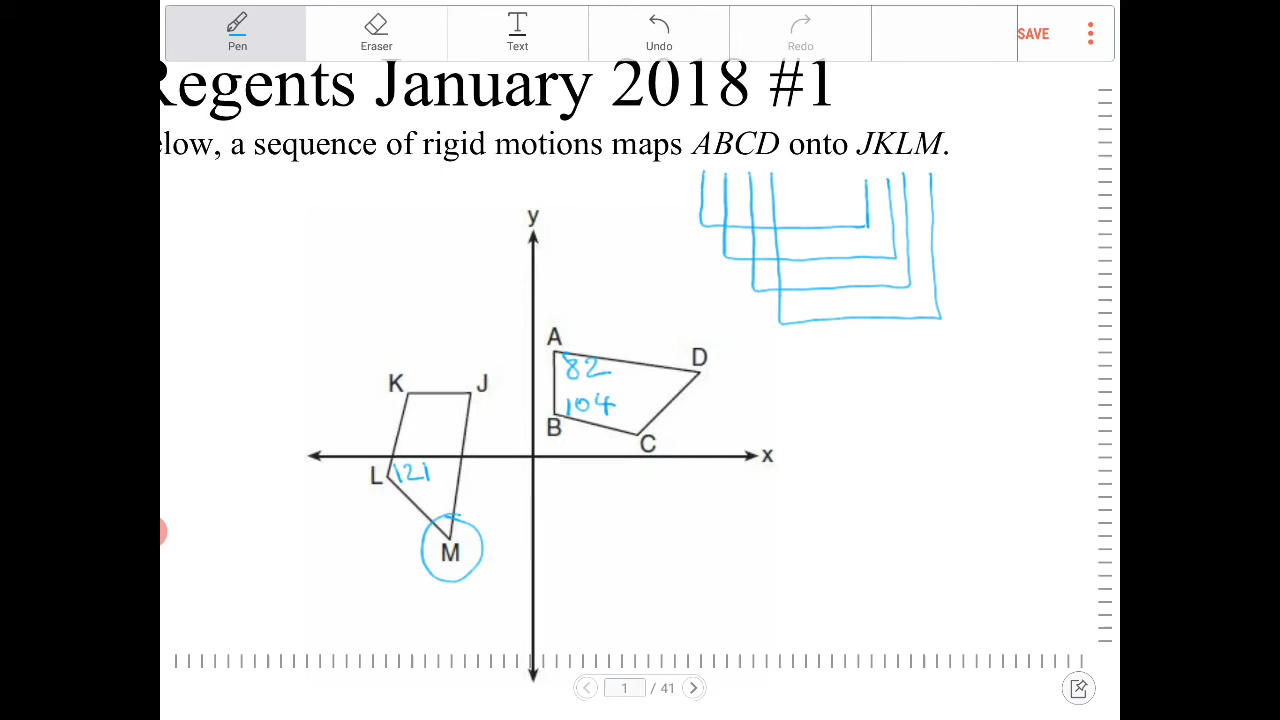 Pen
Eraser
Text
Undo
Redo
SAVE
Regents January 2018 #1
elow, a sequence of rigid motions maps ABCD onto JKLM.
y
A
D
82
K
J
104
B
C
x
L
121
M
1 / 41